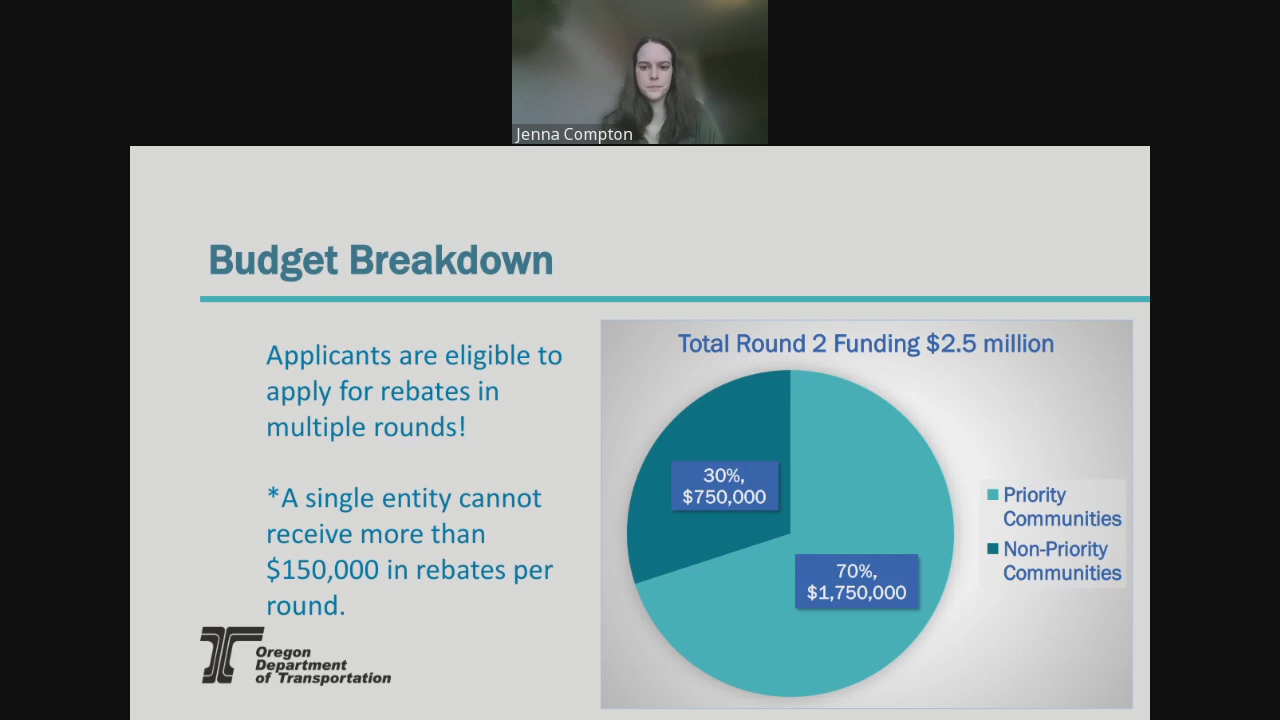 Jenna Compton
Budget Breakdown
Applicants are eligible to
apply for rebates in
multiple rounds!
*A single entity cannot
receive more than
$150,000 in rebates per
round.
Oregon
Department
of Transportation
Total Round 2 Funding $2.5 million
30%,
$750,000
70%,
$1,750,000
Priority
Communities
Non-Priority
Communities